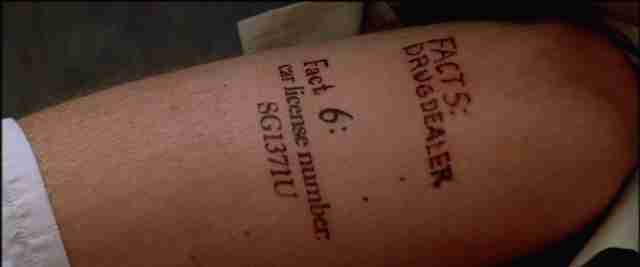 FACT 5:
DRUG DEALER
Fact 6:
car license number:
SG1371U